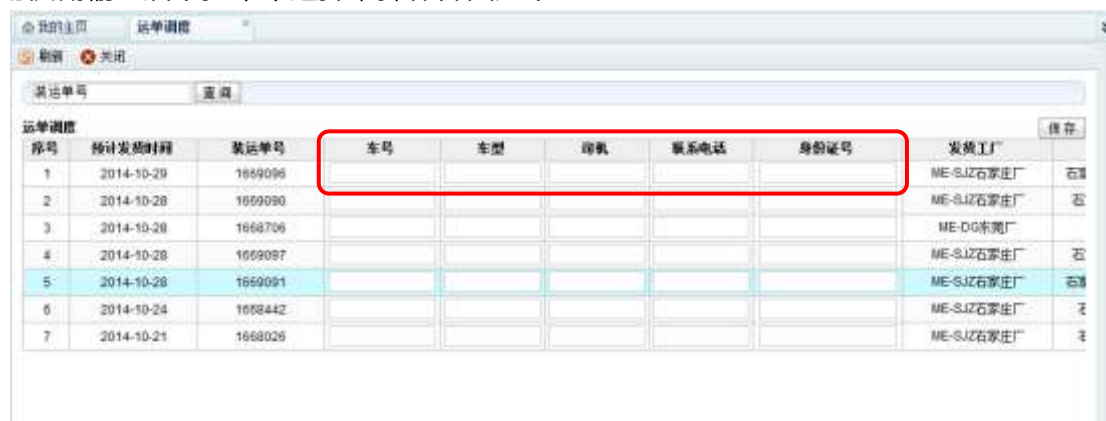 我的主页 运单调度
刷新 关闭
装运单号 查询
运单调度 保存
序号 预计发货时间 装运单号 车号 车型 司机 联系电话 身份证号 发货工厂
1 2014-10-29 1669096 ME-SJZ石家庄厂
2 2014-10-28 1669090 ME-SJZ石家庄厂
3 2014-10-28 1668706 ME-DG东莞厂
4 2014-10-28 1669097 ME-SJZ石家庄厂
5 2014-10-28 1669091 ME-SJZ石家庄厂
6 2014-10-24 1668442 ME-SJZ石家庄厂
7 2014-10-21 1668026 ME-SJZ石家庄厂